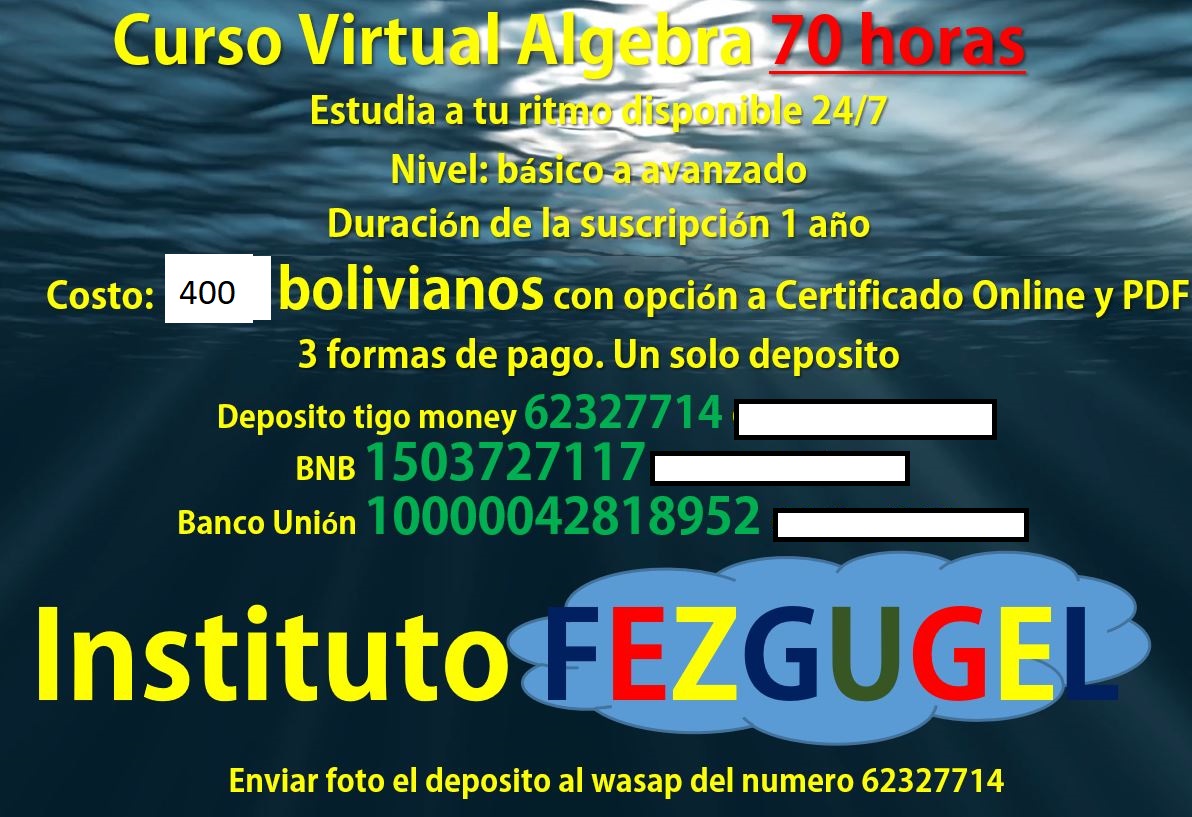 Curso Virtual Algebra 70 horas
Estudia a tu ritmo disponible 24/7
Nivel: básico a avanzado
Duración de la suscripción 1 año
Costo: 400 bolivianos con opción a Certificado Online y PDF
3 formas de pago. Un solo deposito
Deposito tigo money 62327714
BNB 1503727117
Banco Unión 10000042818952
Instituto FEZGUGEL
Enviar foto el deposito al wasap del numero 62327714